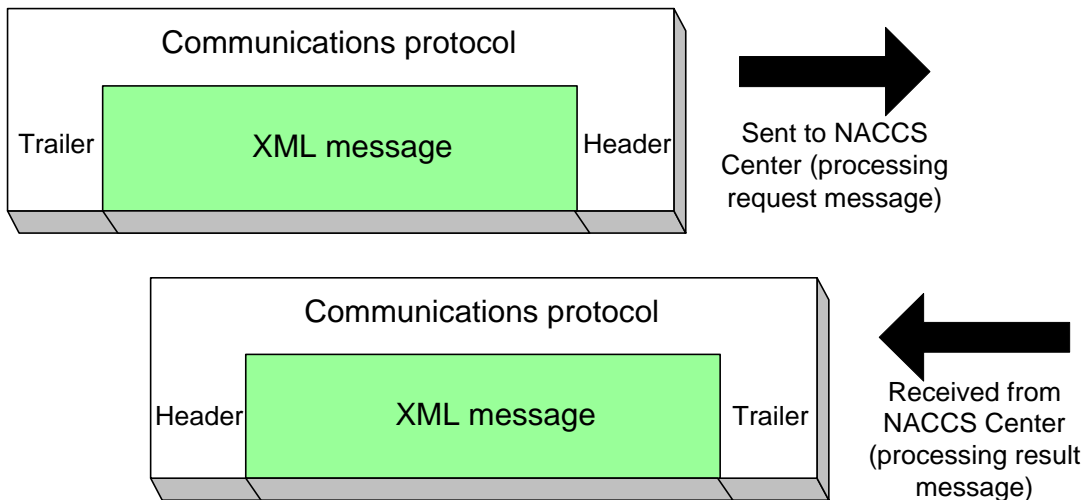 Communications protocol
Trailer
XML message
Header
Sent to NACCS
Center (processing
request message)
Communications protocol
Header
XML message
Trailer
Received from
NACCS Center
(processing result
message)